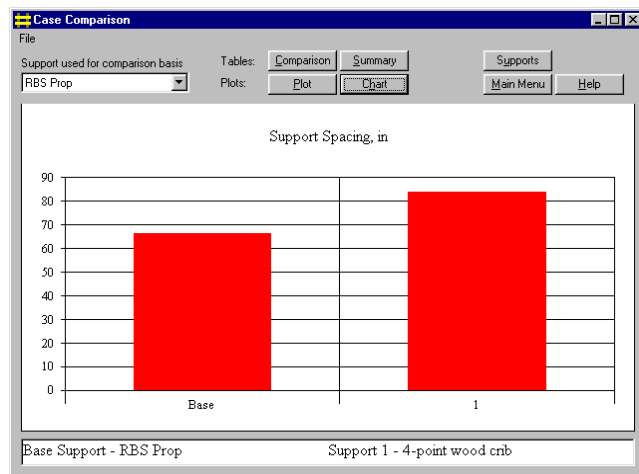 Case Comparison
File
Support used for comparison basis
RBS Prop
Tables: Comparison Summary Supports
Plots: Plot Chart Main Menu Help
Support Spacing, in
90
80
70
60
50
40
30
20
10
0
Base 1
Base Support - RBS Prop Support 1 - 4-point wood crib